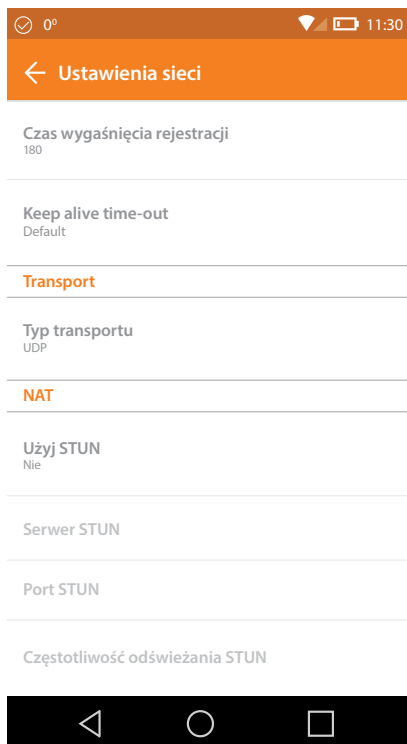 0⁰ 11:30
Ustawienia sieci
Czas wygaśnięcia rejestracji
180
Keep alive time-out
Default
Transport
Typ transportu
UDP
NAT
Użyj STUN
Nie
Serwer STUN
Port STUN
Częstotliwość odświeżania STUN